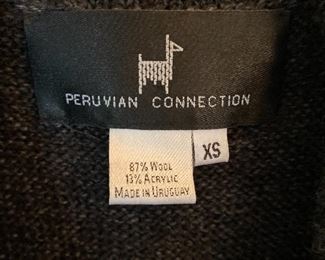 PERUVIAN CONNECTION
XS
87% WOOL
13% ACRYLIC
MADE IN URUGUAY